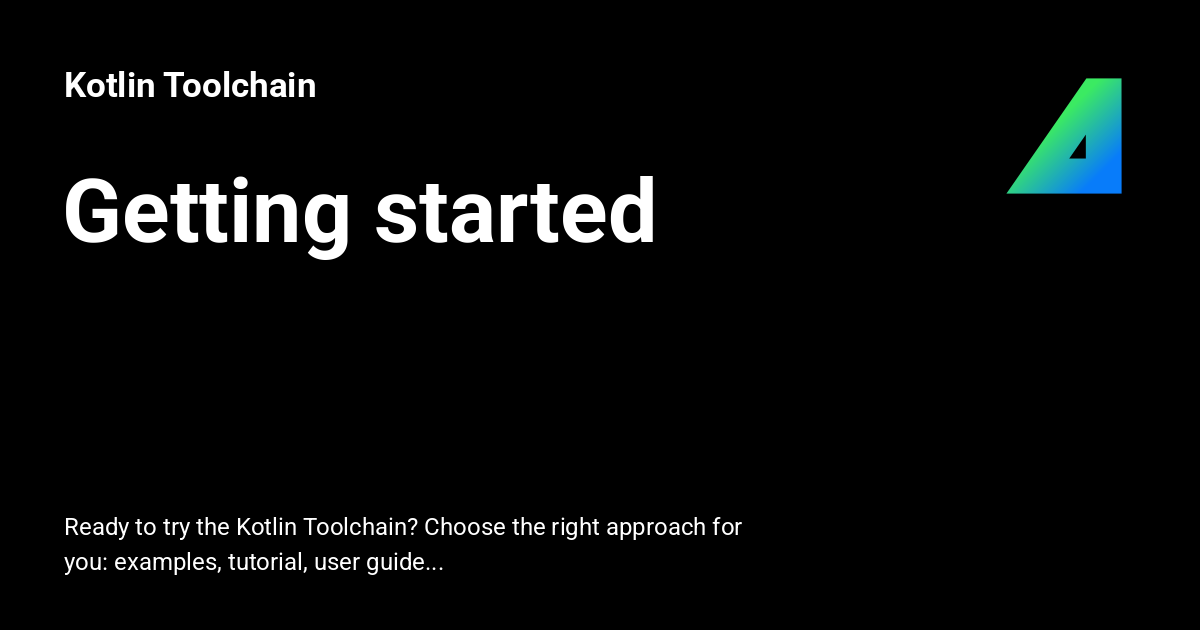 Kotlin Toolchain
Getting started
Ready to try the Kotlin Toolchain? Choose the right approach for
you: examples, tutorial, user guide...